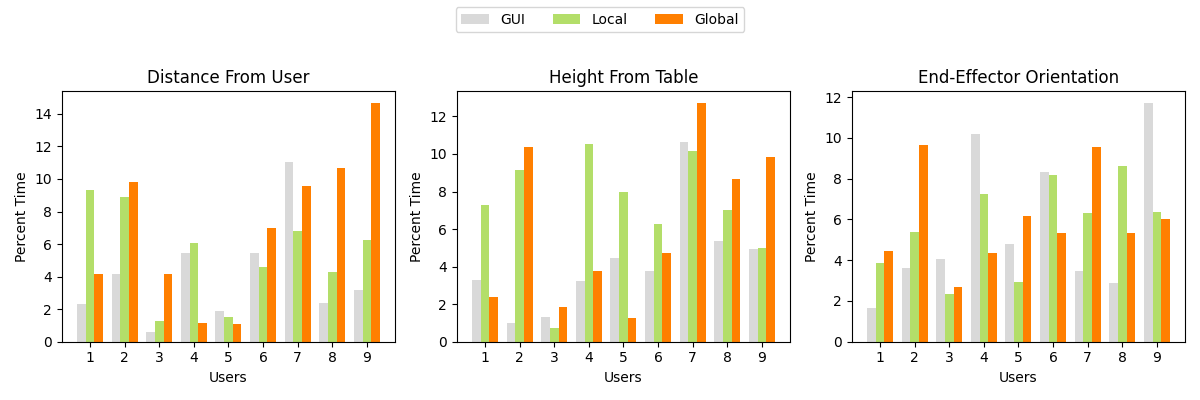 GUI Local Global
Distance From User
Percent Time
0 2 4 6 8 10 12 14
1 2 3 4 5 6 7 8 9
Users
Height From Table
Percent Time
0 2 4 6 8 10 12
1 2 3 4 5 6 7 8 9
Users
End-Effector Orientation
Percent Time
0 2 4 6 8 10 12
1 2 3 4 5 6 7 8 9
Users